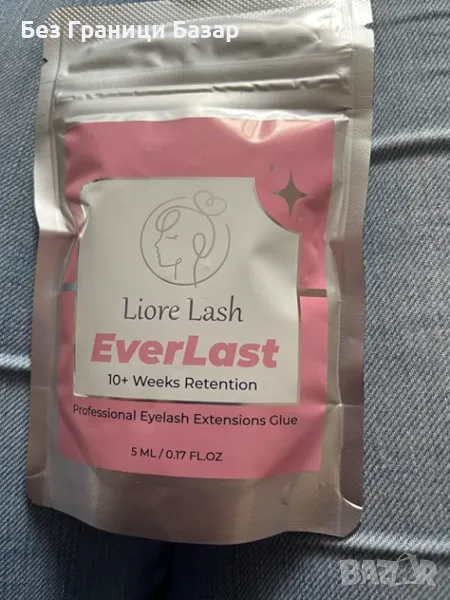 Без Граници Базар
Liore Lash
EverLast
10+ Weeks Retention
Professional Eyelash Extensions Glue
5 ML / 0.17 FL.OZ
BAZAR